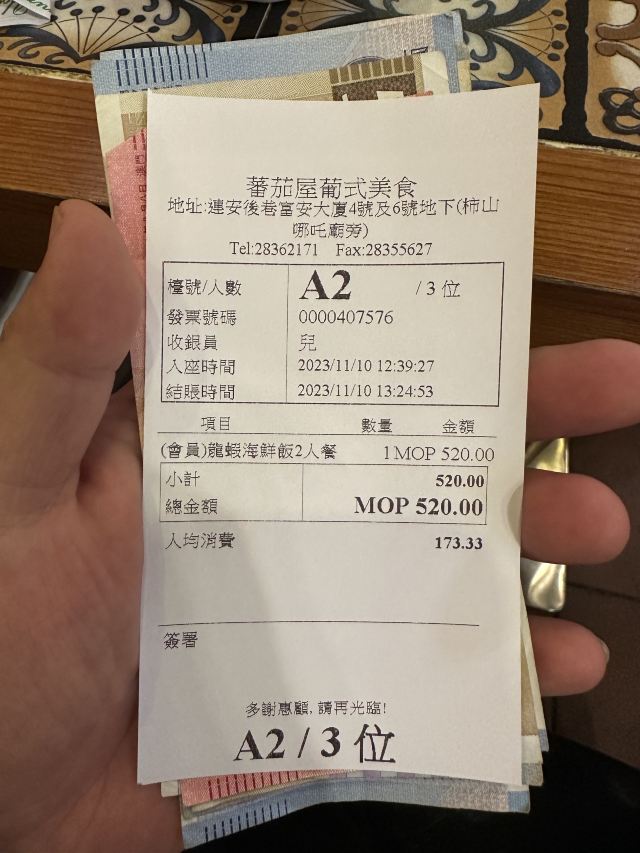 蕃茄屋葡式美食
地址:連安後巷富安大廈4號及6號地下(柿山
哪吒廟旁)
Tel:28362171 Fax:28355627
檯號/人數 A2 / 3 位
發票號碼 0000407576
收銀員 兒
入座時間 2023/11/10 12:39:27
結賬時間 2023/11/10 13:24:53
項目 數量 金額
(會員)龍蝦海鮮飯2人餐 1 MOP 520.00
小計 520.00
總金額 MOP 520.00
人均消費 173.33
簽署
多謝惠顧, 請再光臨!
A2 / 3 位